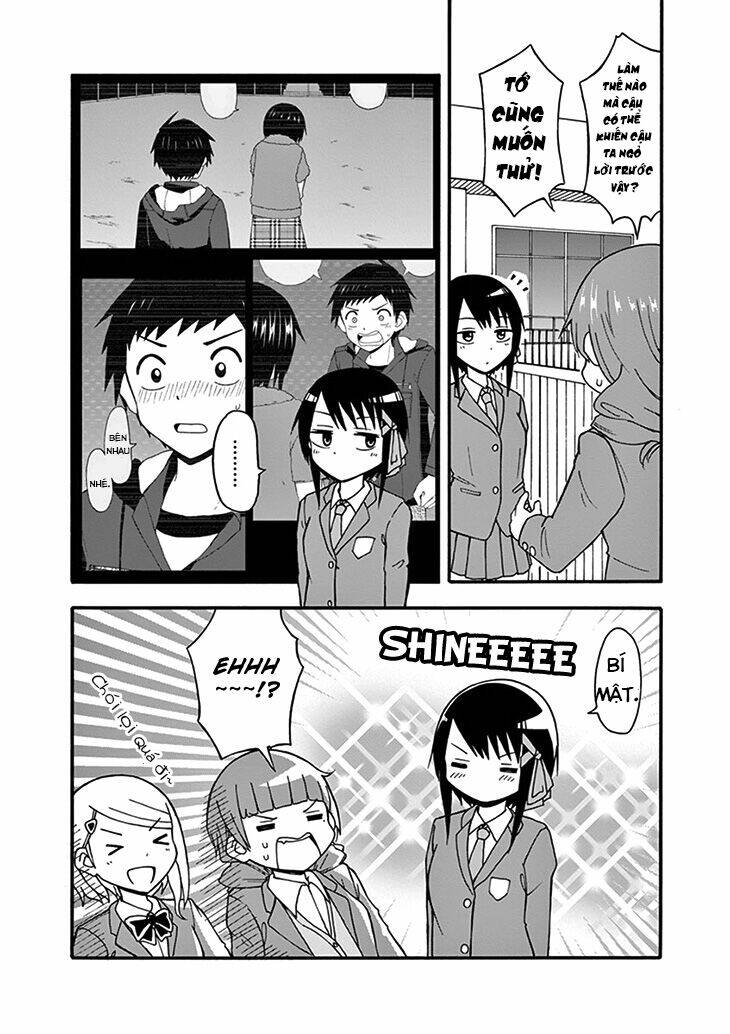 LÀM
THẾ NÀO
MÀ CẬU
CÓ THỂ
KHIẾN CẬU
TA NGỎ
LỜI TRƯỚC
VẬY?
TỚ
CŨNG
MUỐN
THỬ!
.........
BÊN
NHAU
NHÉ.
BÍ
MẬT.
SHINEEEEE
EHHH
~~~!?
Chói lọi quá đi~